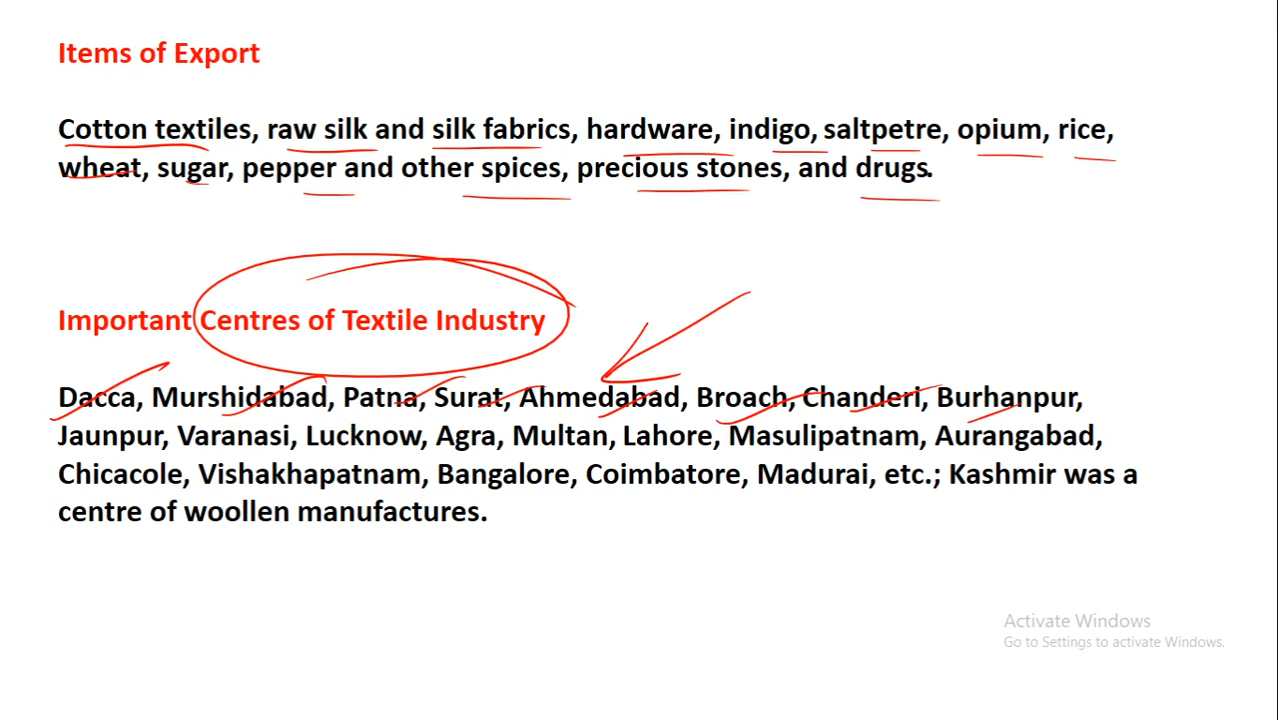 Items of Export
Cotton textiles, raw silk and silk fabrics, hardware, indigo, saltpetre, opium, rice,
wheat, sugar, pepper and other spices, precious stones, and drugs.
Important Centres of Textile Industry
Dacca, Murshidabad, Patna, Surat, Ahmedabad, Broach, Chanderi, Burhanpur,
Jaunpur, Varanasi, Lucknow, Agra, Multan, Lahore, Masulipatnam, Aurangabad,
Chicacole, Vishakhapatnam, Bangalore, Coimbatore, Madurai, etc.; Kashmir was a
centre of woollen manufactures.
Activate Windows
Go to Settings to activate Windows.